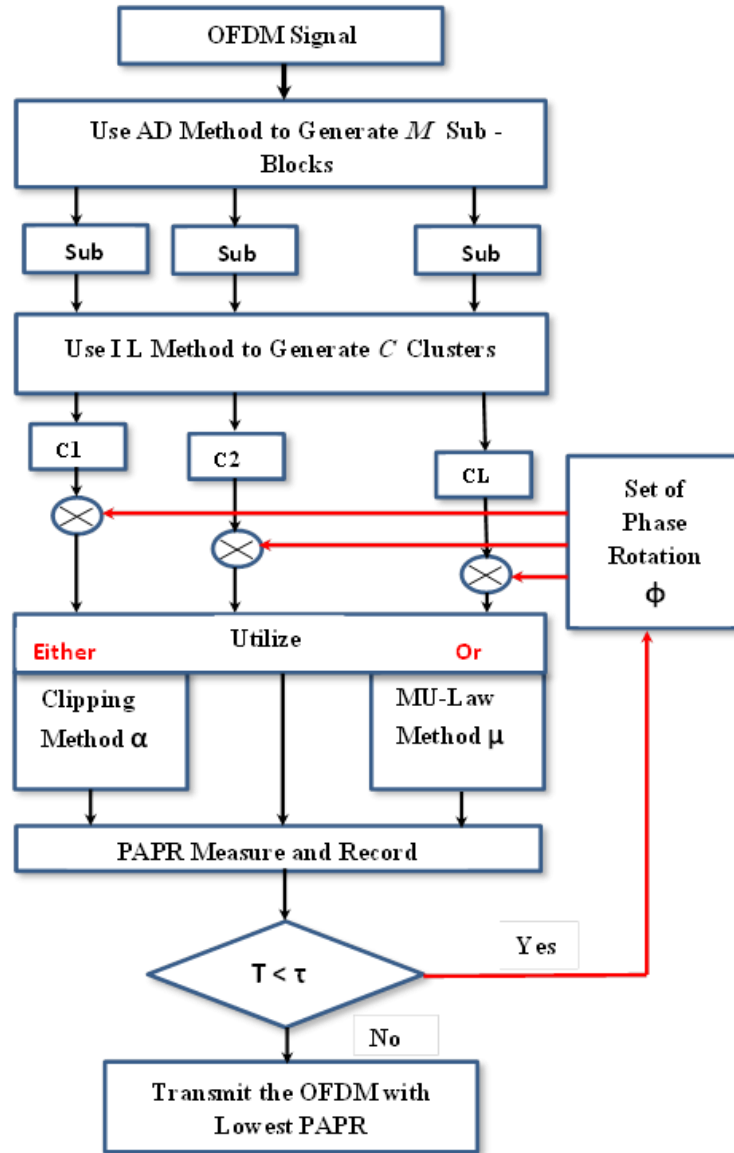 OFDM Signal
Use AD Method to Generate M Sub -
Blocks
Sub
Sub
Sub
Use I L Method to Generate C Clusters
C1
C2
CL
Set of
Phase
Rotation
ϕ
Utilize
Either
Or
Clipping
Method α
MU-Law
Method μ
PAPR Measure and Record
T < τ
Yes
No
Transmit the OFDM with
Lowest PAPR